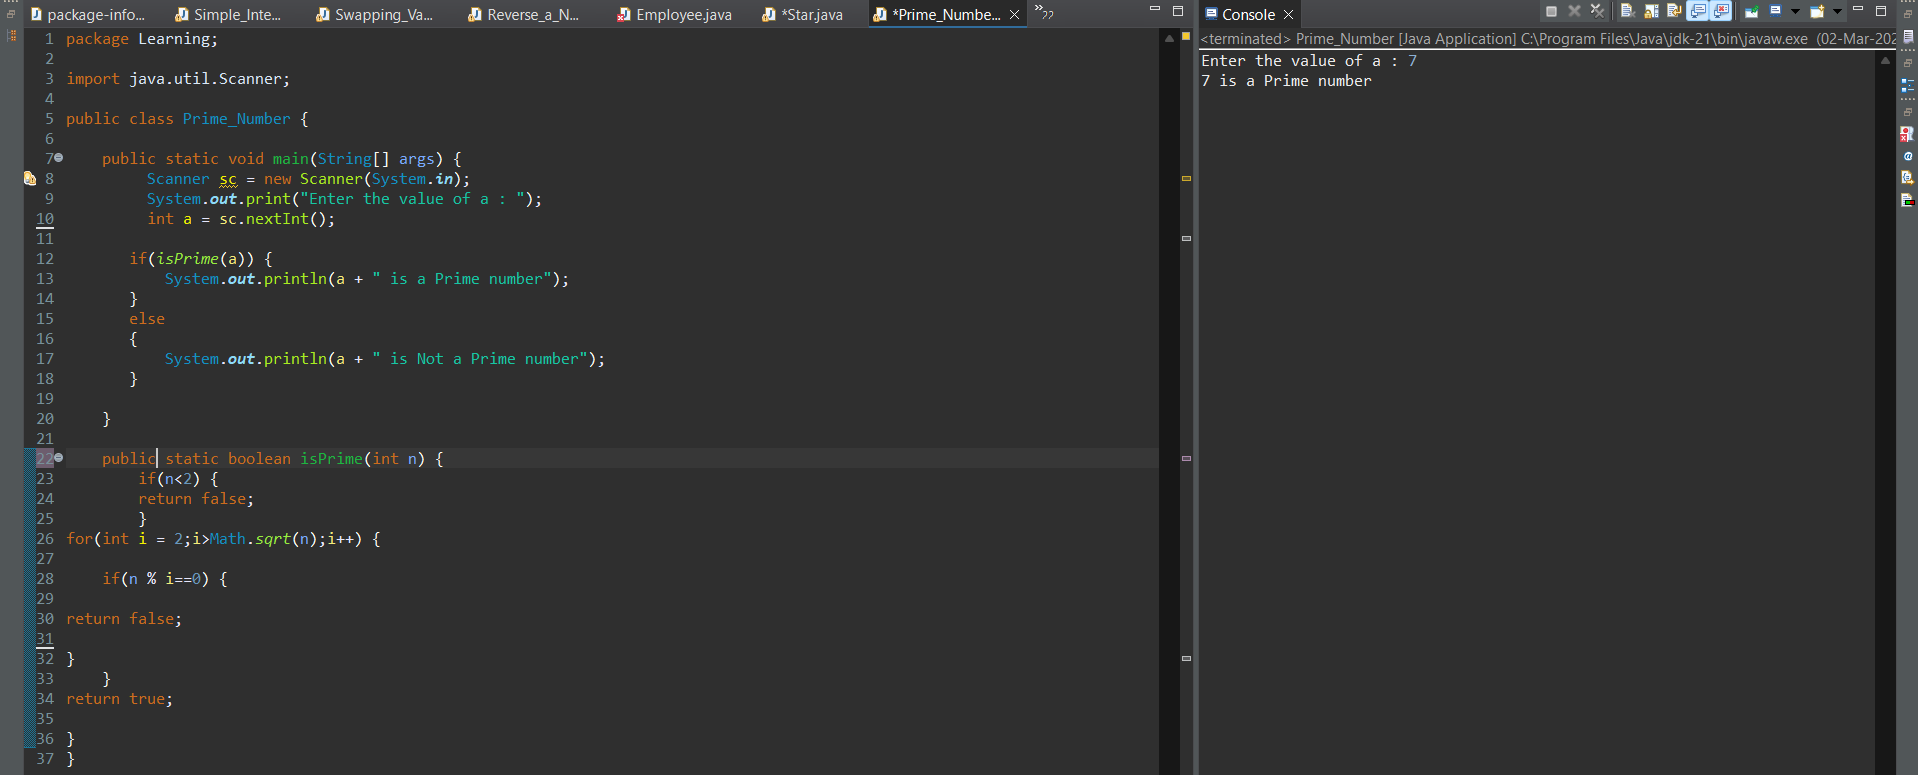 package-info... Simple_Inte... Swapping_Va... Reverse_a_N... Employee.java *Star.java *Prime_Numbe... »22
1 package Learning;
2
3 import java.util.Scanner;
4
5 public class Prime_Number {
6
7 public static void main(String[] args) {
8 Scanner sc = new Scanner(System.in);
9 System.out.print("Enter the value of a : ");
10 int a = sc.nextInt();
11
12 if(isPrime(a)) {
13 System.out.println(a + " is a Prime number");
14 }
15 else
16 {
17 System.out.println(a + " is Not a Prime number");
18 }
19
20 }
21
22 public static boolean isPrime(int n) {
23 if(n<2) {
24 return false;
25 }
26 for(int i = 2;i>Math.sqrt(n);i++) {
27
28 if(n % i==0) {
29
30 return false;
31
32 }
33 }
34 return true;
35
36 }
37 }
Console
<terminated> Prime_Number [Java Application] C:\Program Files\Java\jdk-21\bin\javaw.exe (02-Mar-202
Enter the value of a : 7
7 is a Prime number